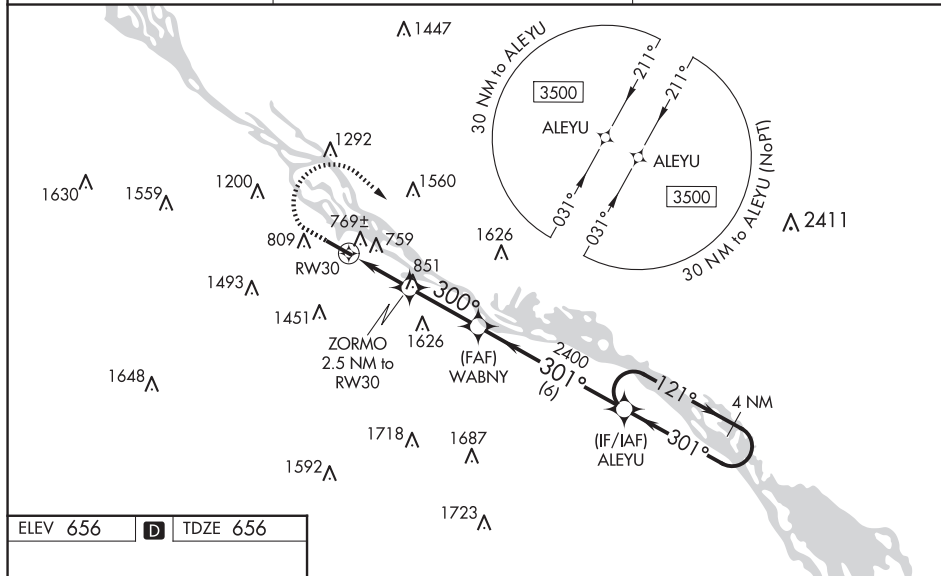 1447
30 NM to ALEYU
211°
211°
3500
ALEYU
ALEYU
3500
031°
031°
30 NM to ALEYU (NoPT)
2411
1292
1630
1559
1200
1560
769±
809
759
1626
RW30
851
1493
300°
1451
ZORMO
2.5 NM to
RW30
1626
(FAF)
WABNY
2400
301°
(6)
121°
4 NM
1648
(IF/IAF)
ALEYU
301°
1718
1687
1592
1723
ELEV 656 D TDZE 656